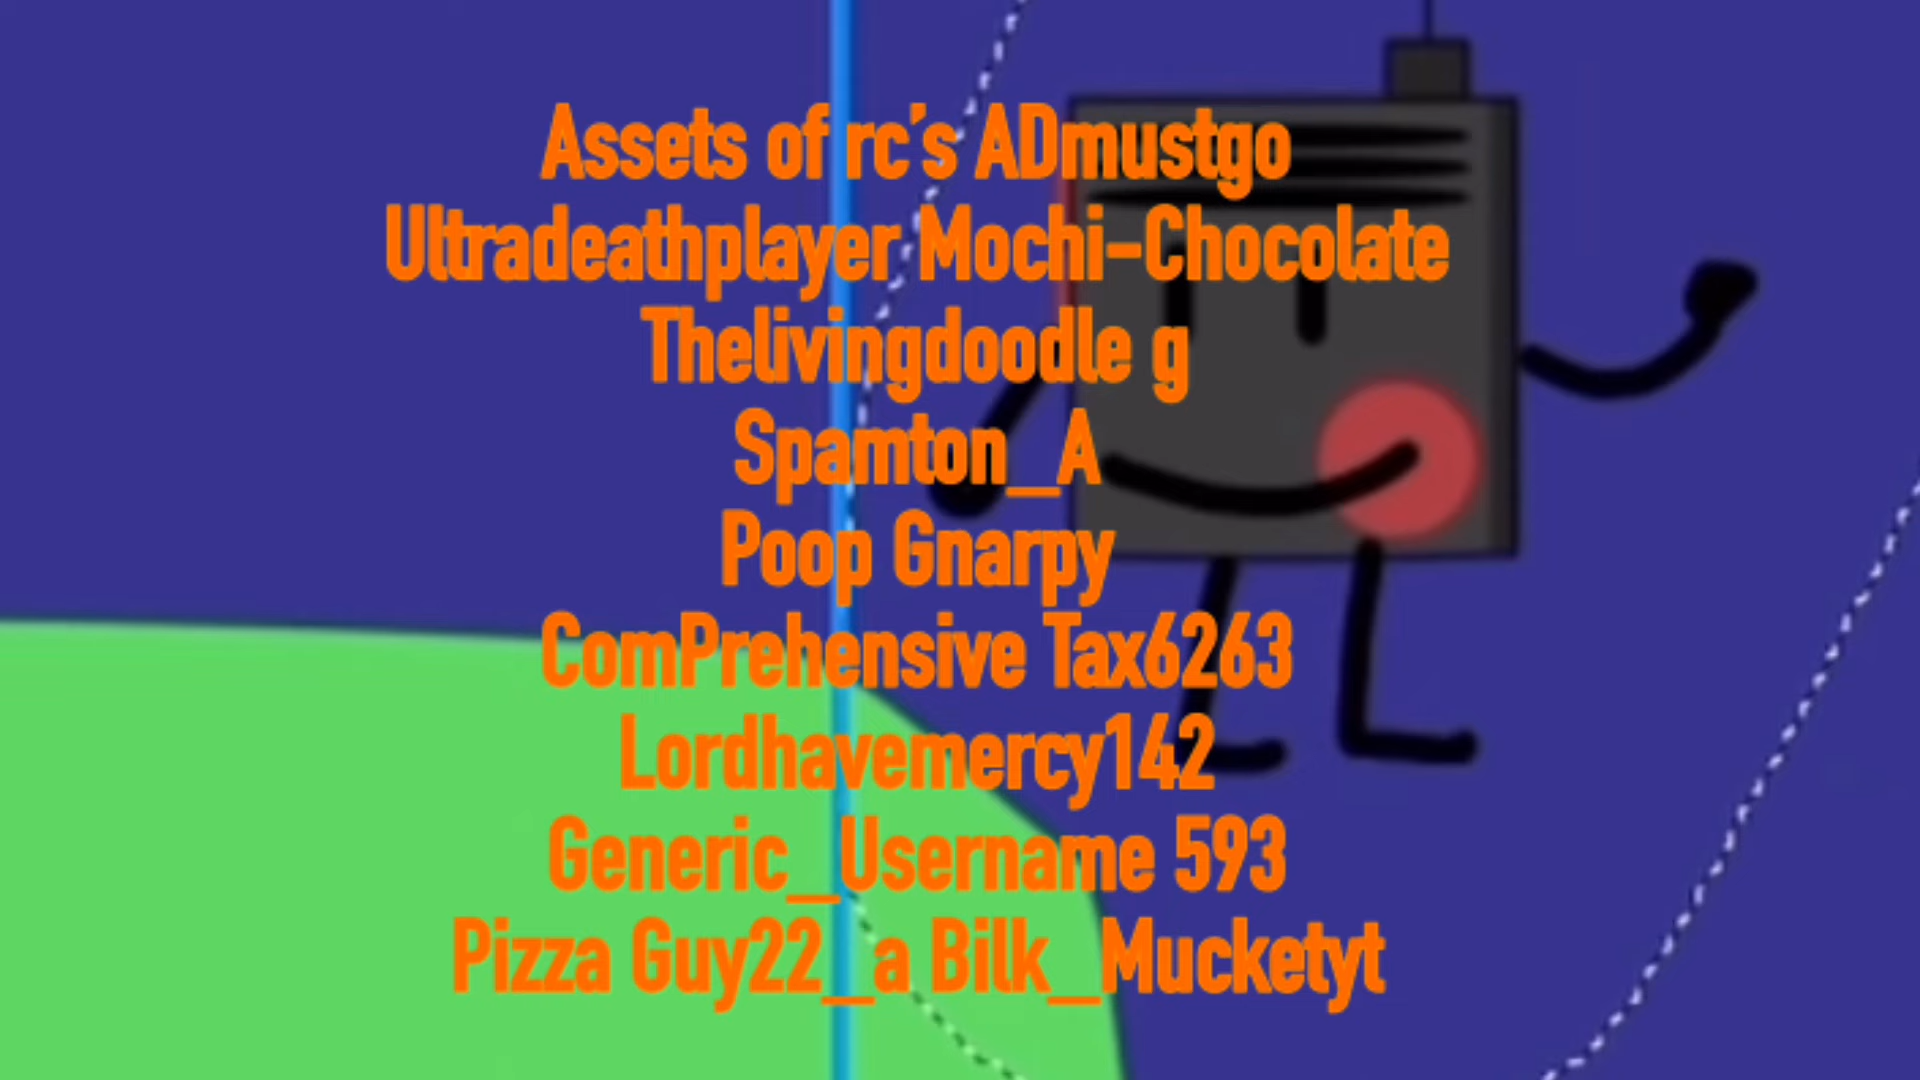 Assets of rc’s ADmustgo
Ultradeathplayer Mochi-Chocolate
Thelivingdoodle g
Spamton_A
Poop Gnarpy
ComPrehensive Tax6263
Lordhavemercy142
Generic_Username 593
Pizza Guy22_a Bilk_Mucketyt